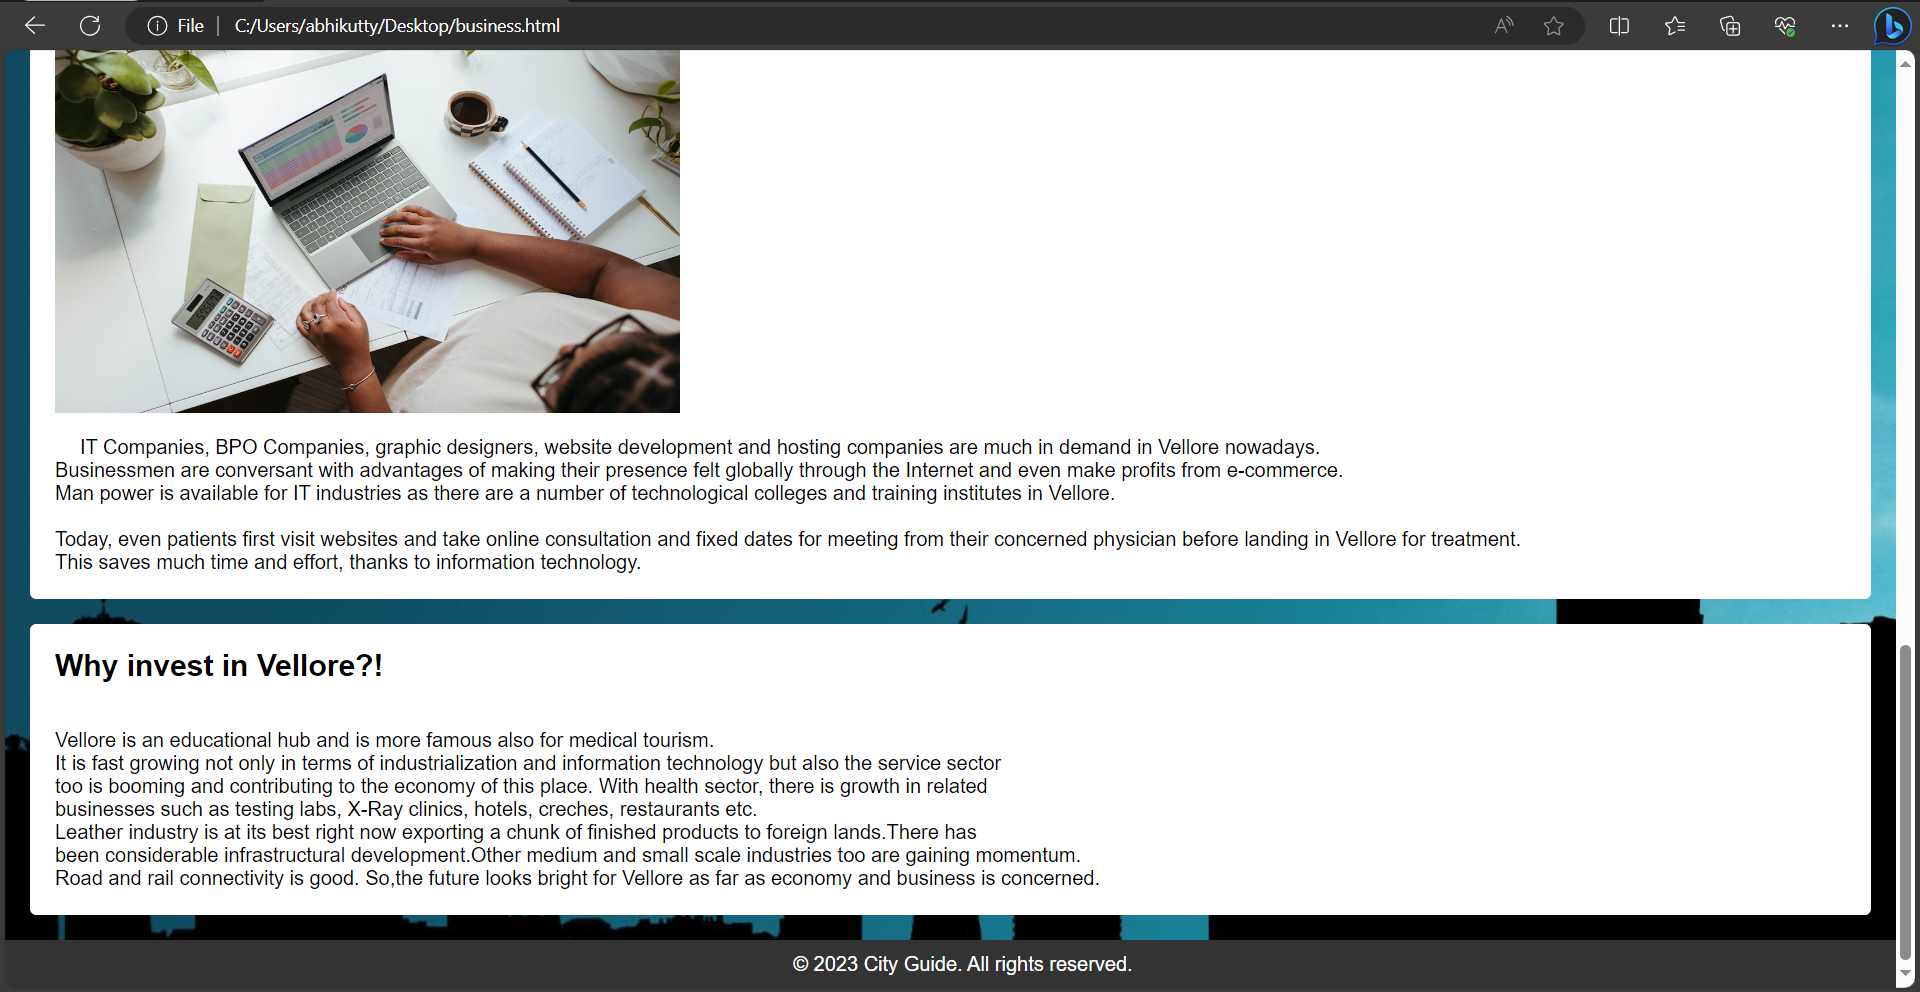 File
C:/Users/abhikutty/Desktop/business.html
IT Companies, BPO Companies, graphic designers, website development and hosting companies are much in demand in Vellore nowadays.
Businessmen are conversant with advantages of making their presence felt globally through the Internet and even make profits from e-commerce.
Man power is available for IT industries as there are a number of technological colleges and training institutes in Vellore.
Today, even patients first visit websites and take online consultation and fixed dates for meeting from their concerned physician before landing in Vellore for treatment.
This saves much time and effort, thanks to information technology.
Why invest in Vellore?!
Vellore is an educational hub and is more famous also for medical tourism.
It is fast growing not only in terms of industrialization and information technology but also the service sector
too is booming and contributing to the economy of this place. With health sector, there is growth in related
businesses such as testing labs, X-Ray clinics, hotels, creches, restaurants etc.
Leather industry is at its best right now exporting a chunk of finished products to foreign lands.There has
been considerable infrastructural development.Other medium and small scale industries too are gaining momentum.
Road and rail connectivity is good. So,the future looks bright for Vellore as far as economy and business is concerned.
© 2023 City Guide. All rights reserved.